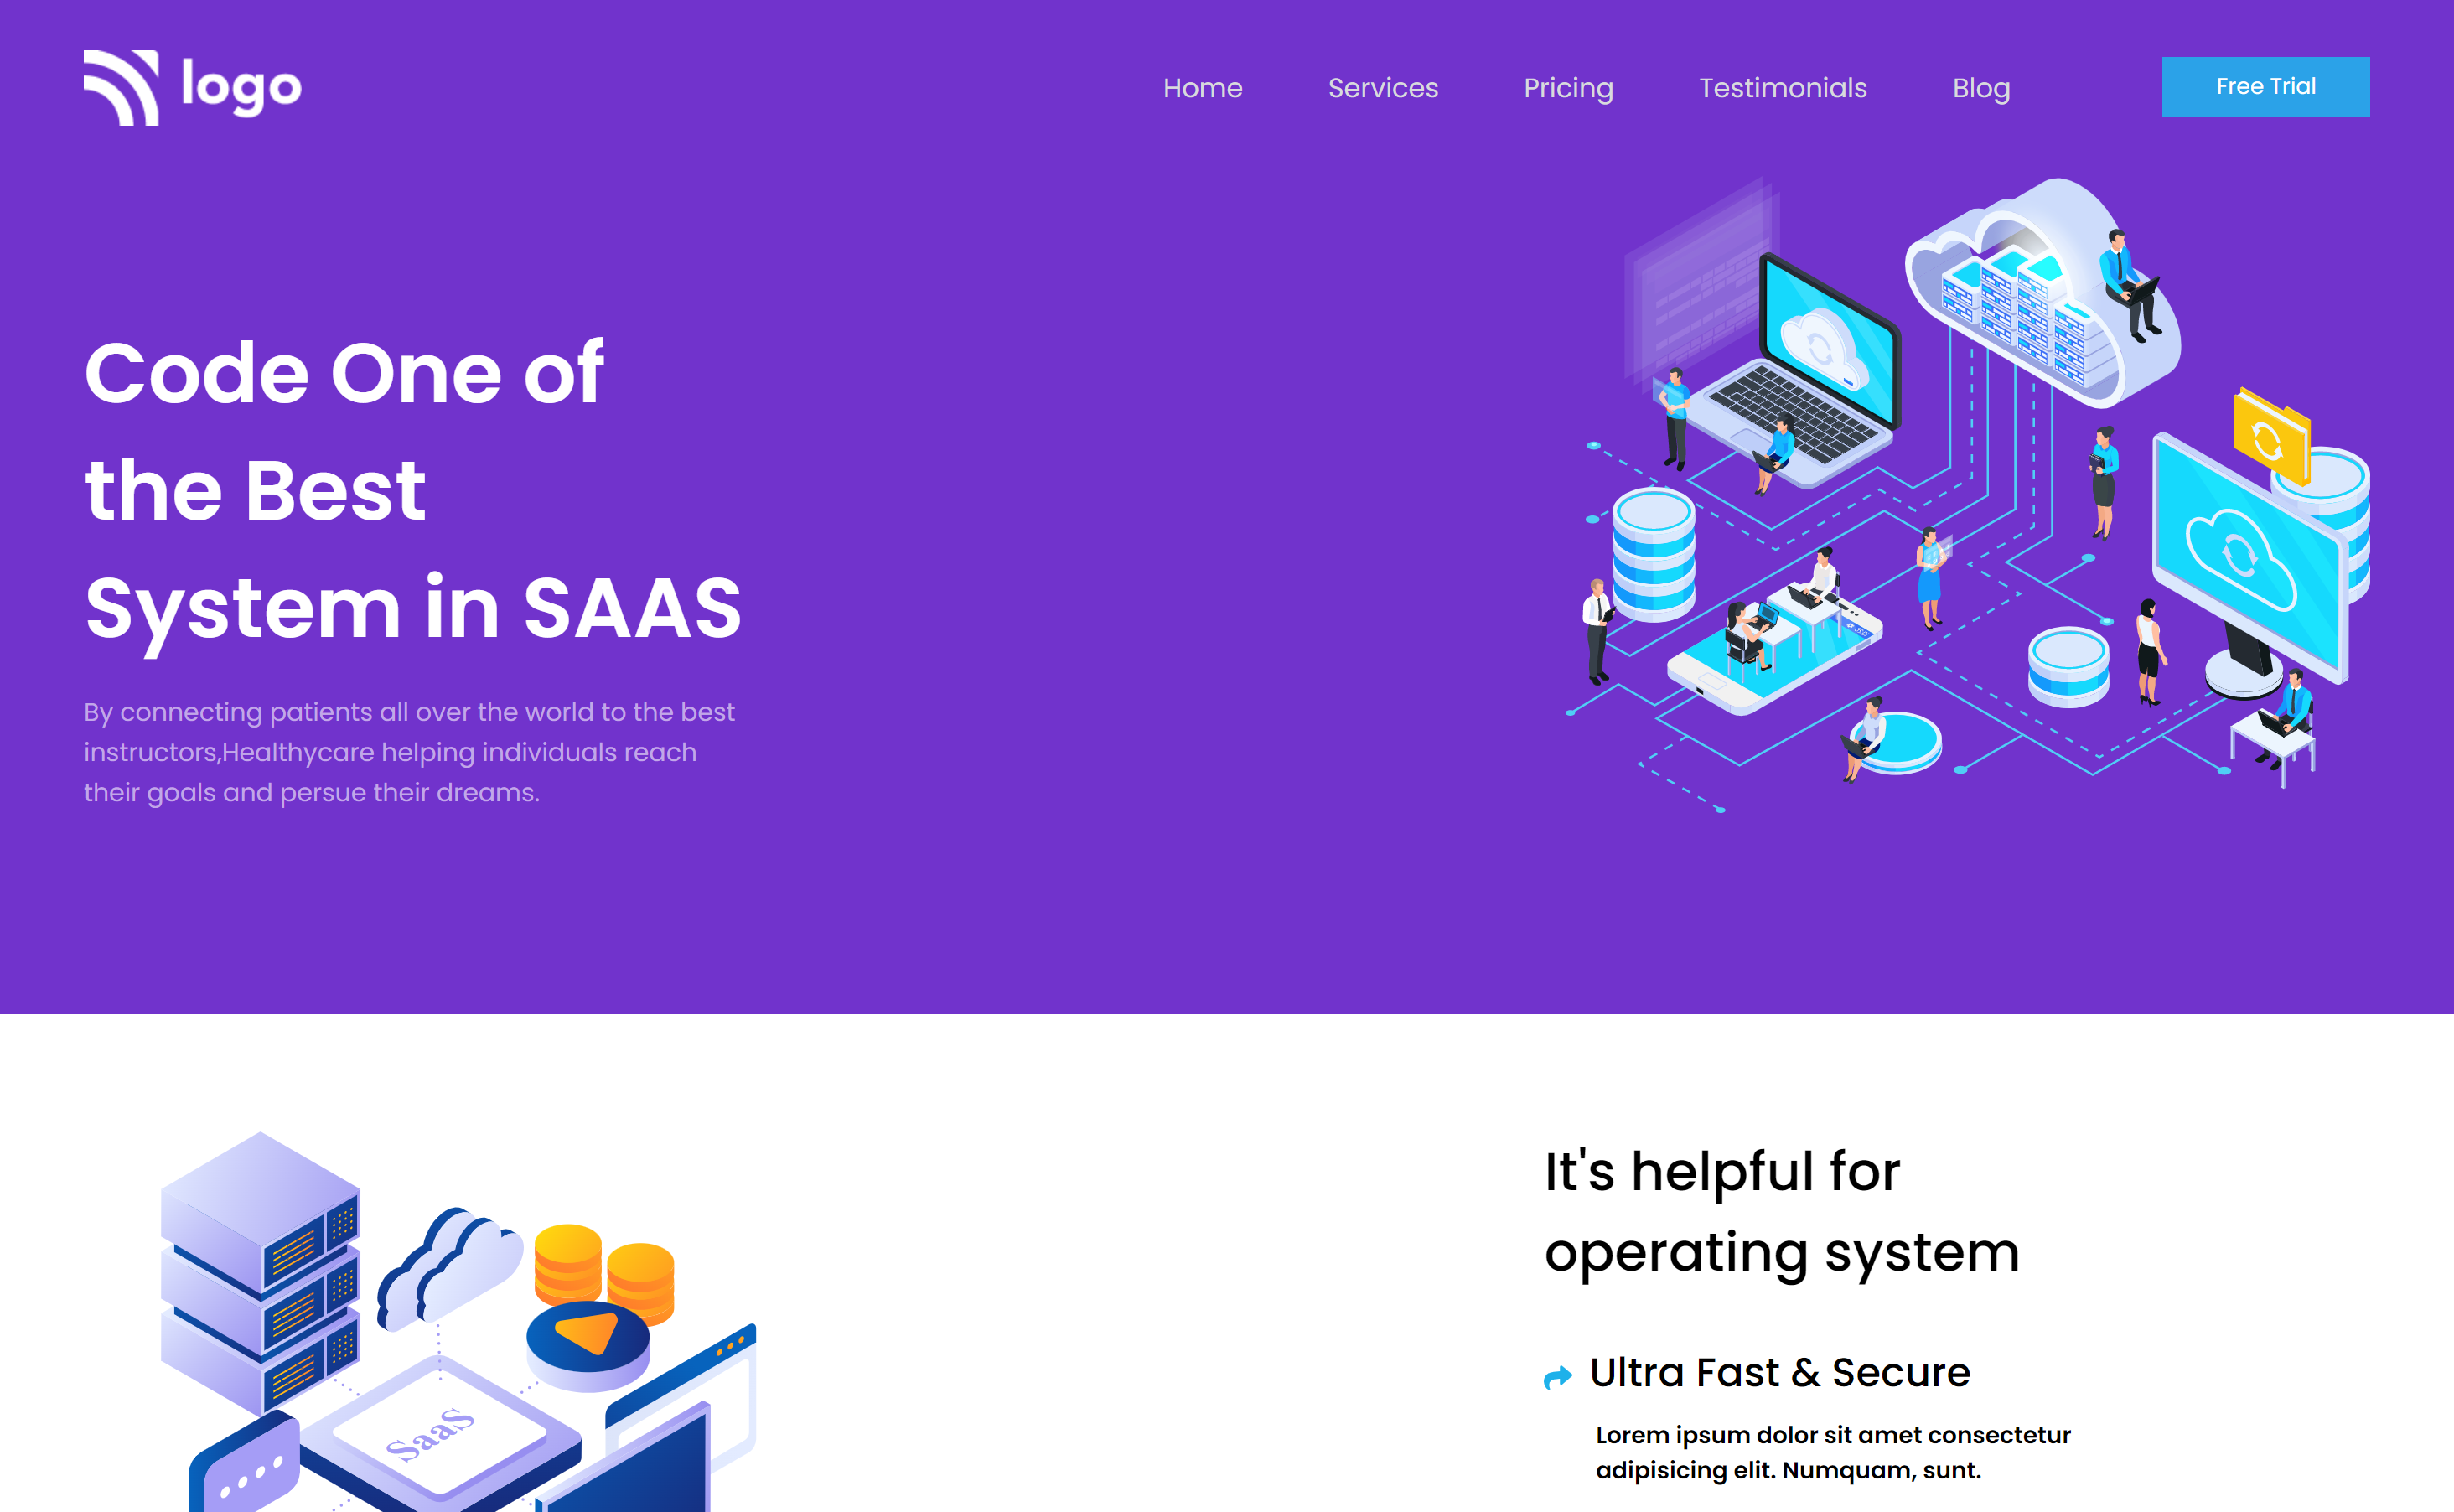 logo
Home Services Pricing Testimonials Blog Free Trial
Code One of
the Best
System in SAAS
By connecting patients all over the world to the best
instructors,Healthycare helping individuals reach
their goals and persue their dreams.
It's helpful for
operating system
Ultra Fast & Secure
Lorem ipsum dolor sit amet consectetur
adipisicing elit. Numquam, sunt.
SaaS